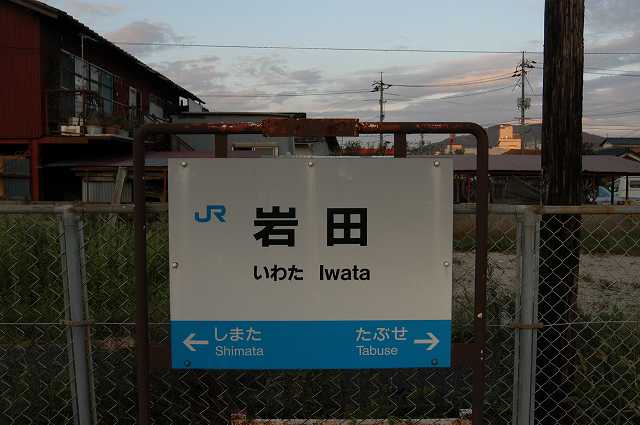 JR 岩田
いわた Iwata
← しまた たぶせ →
Shimata Tabuse